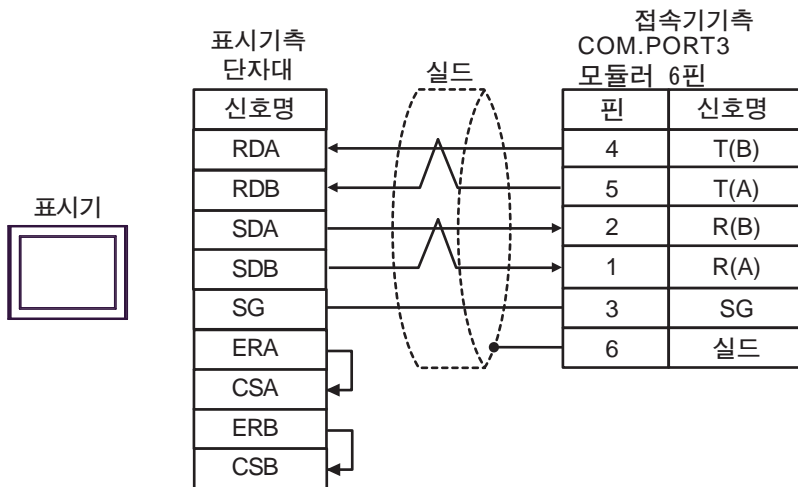 표시기
표시기측
단자대
신호명
RDA
RDB
SDA
SDB
SG
ERA
CSA
ERB
CSB
실드
접속기기측
COM.PORT3
모듈러 6핀
핀 신호명
4 T(B)
5 T(A)
2 R(B)
1 R(A)
3 SG
6 실드